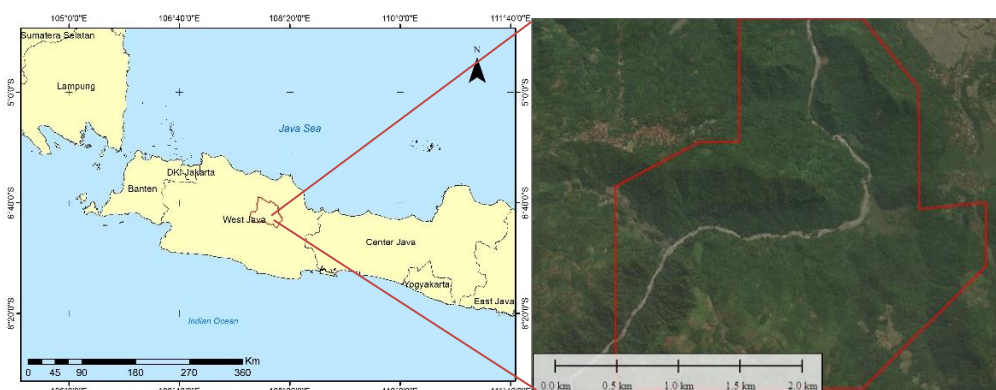 105°0'0"E 106°40'0"E 108°20'0"E 110°0'0"E 111°40'0"E
Sumatera Selatan
Lampung
N
5°0'0"S 5°0'0"S
Java Sea
DKI Jakarta
Banten
6°40'0"S 6°40'0"S
West Java
Center Java
Yogyakarta
East Java
8°20'0"S 8°20'0"S
Indian Ocean
Km
0 45 90 180 270 360
0.0 km 0.5 km 1.0 km 1.5 km 2.0 km